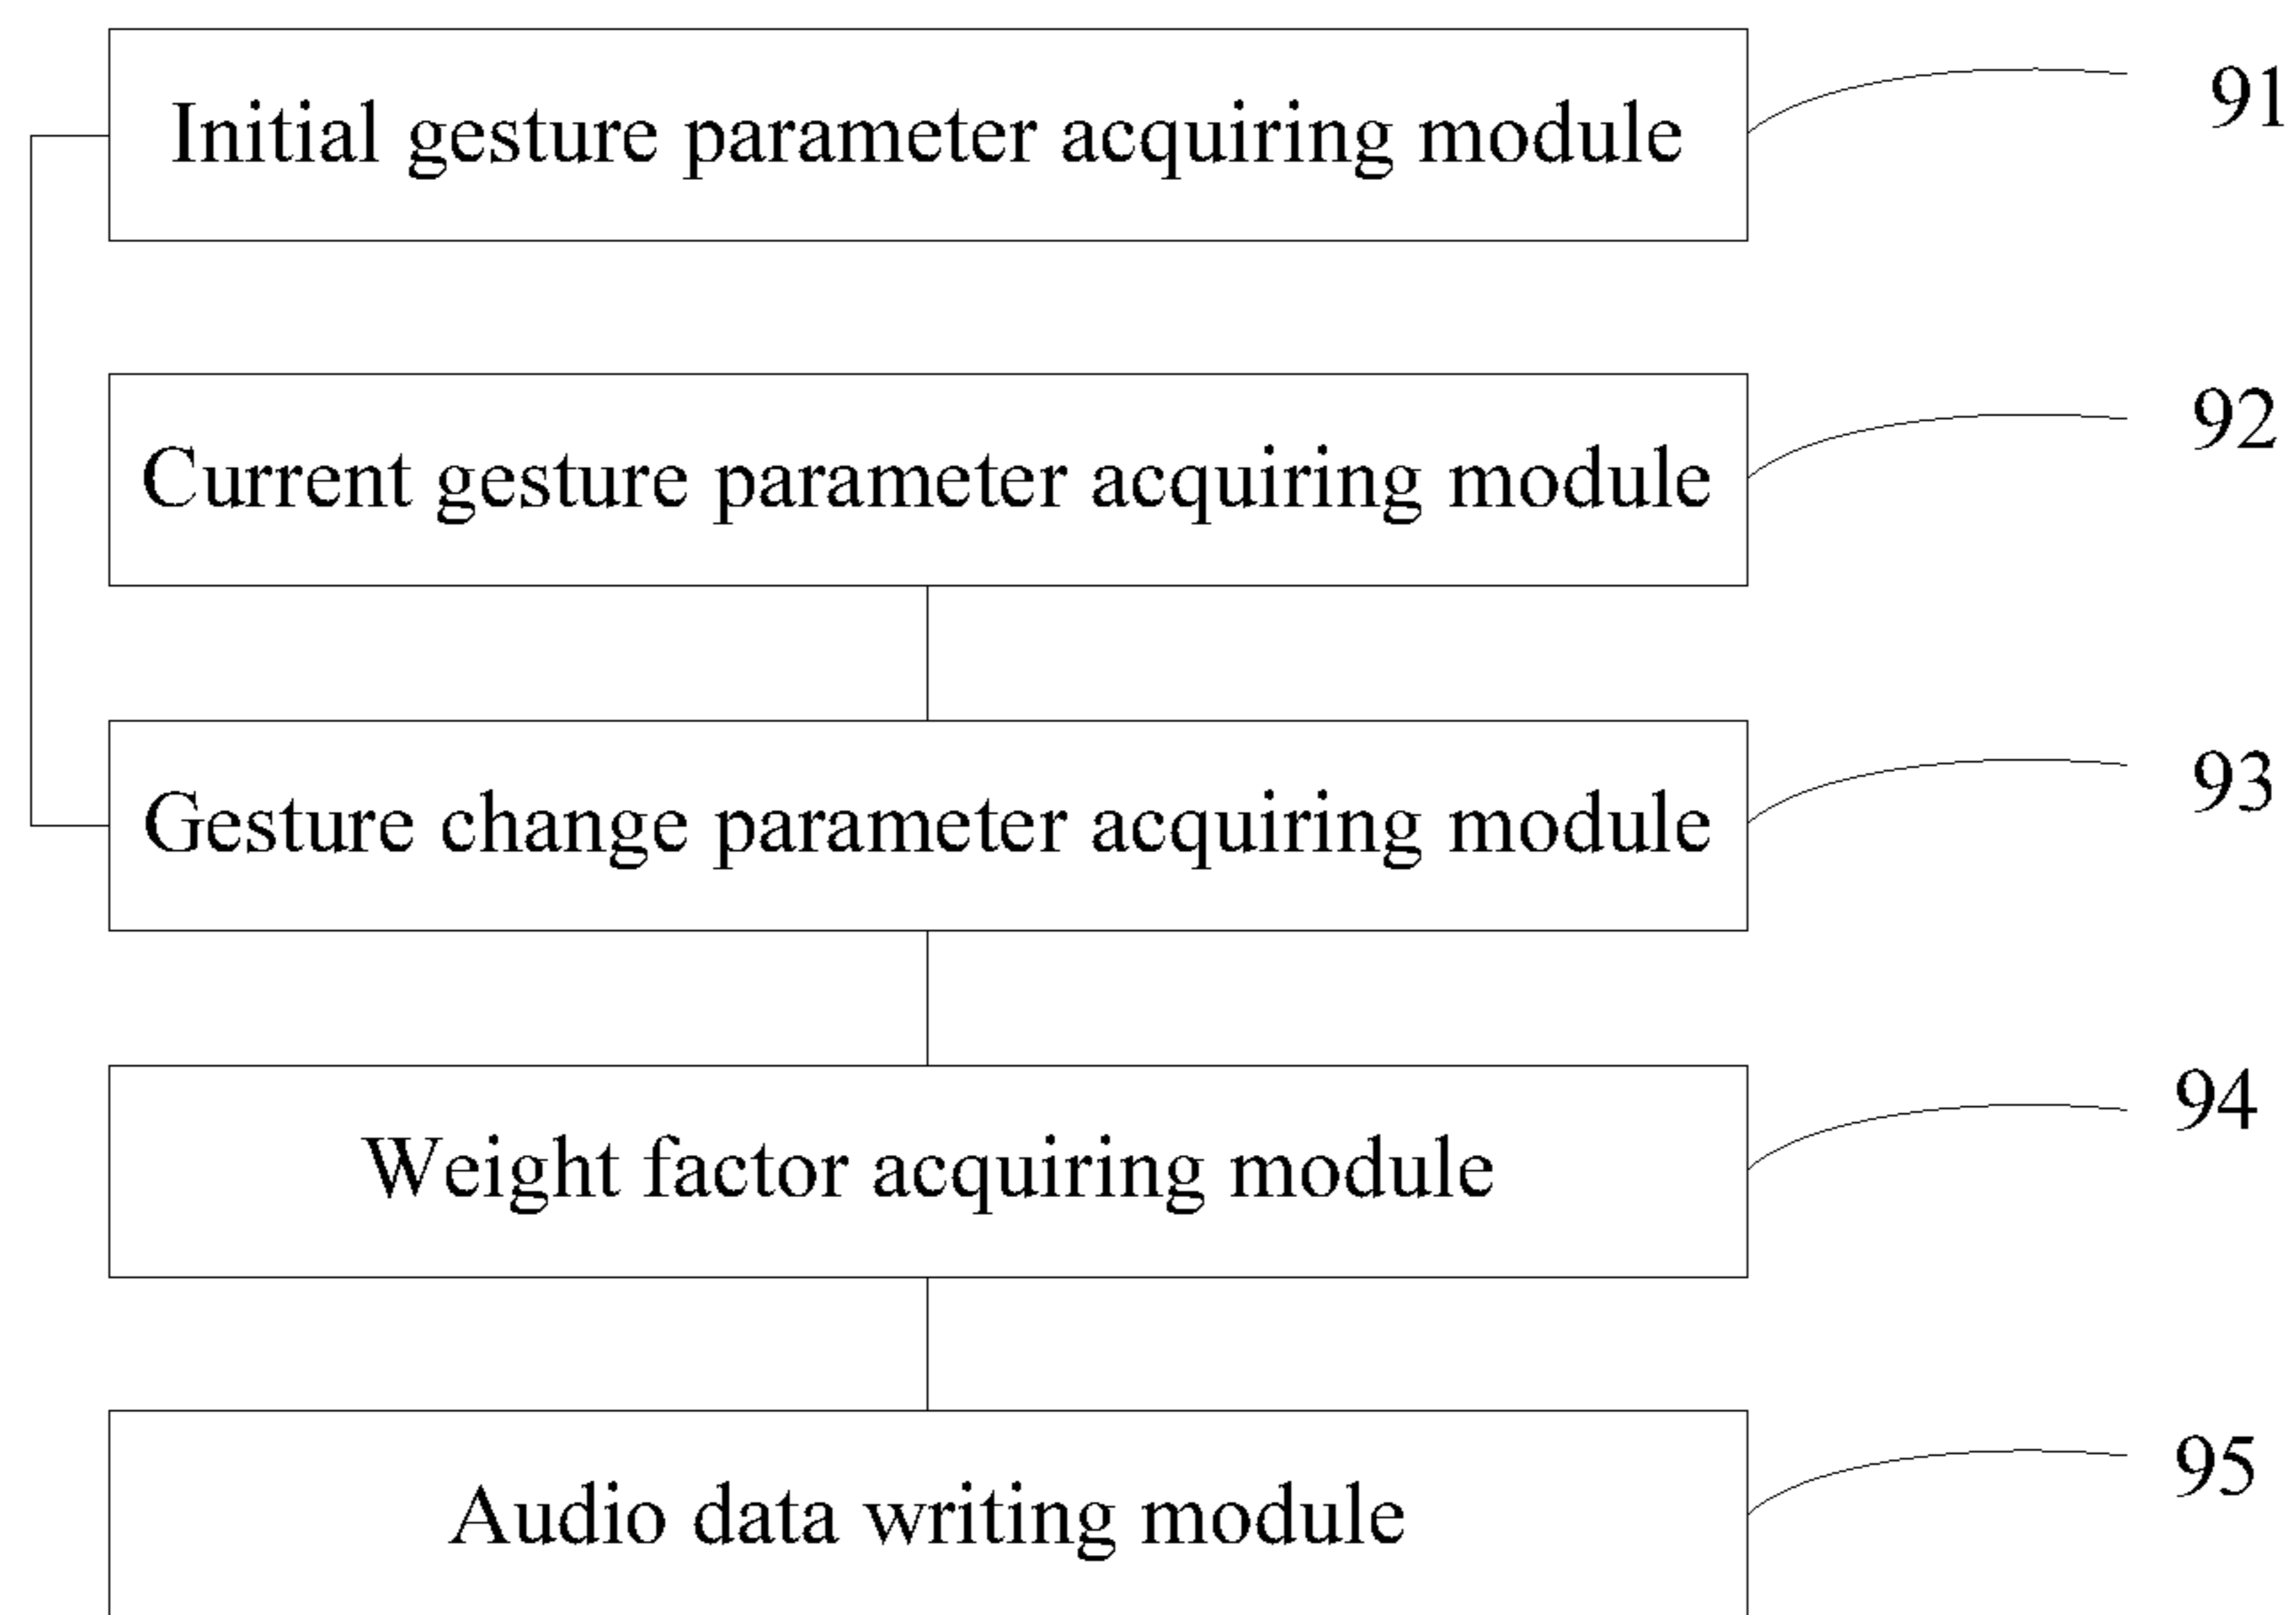 Initial gesture parameter acquiring module 91
Current gesture parameter acquiring module 92
Gesture change parameter acquiring module 93
Weight factor acquiring module 94
Audio data writing module 95